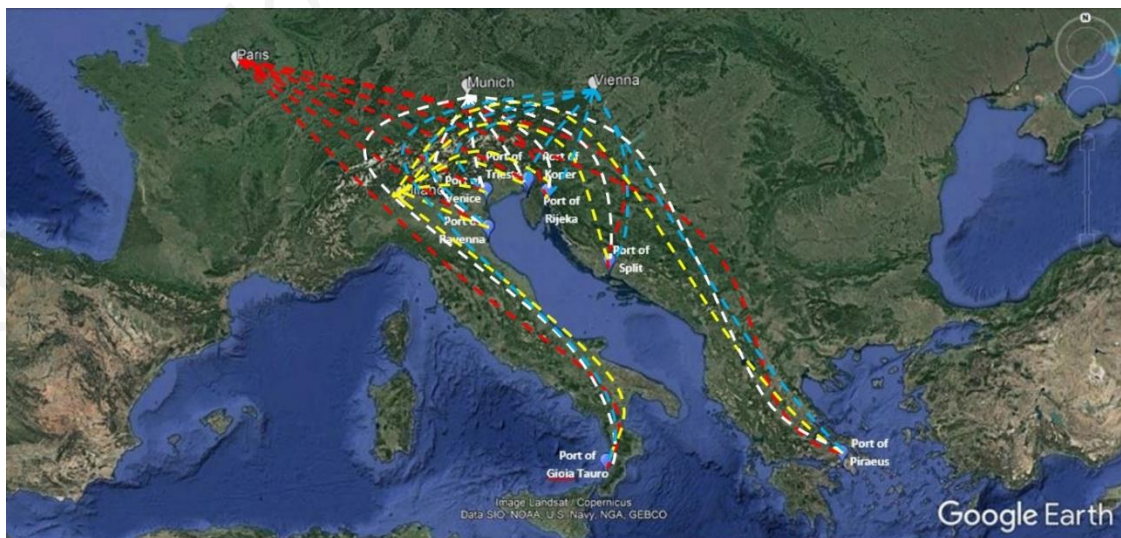 N
Paris
Munich
Vienna
Port of
Trieste
Port of
Koper
Port of
Venice
Port of
Rijeka
Port of
Ravenna
Port of
Split
Port of
Piraeus
Port of
Gioia Tauro
Image Landsat / Copernicus
Data SIO, NOAA, U.S. Navy, NGA, GEBCO
Google Earth